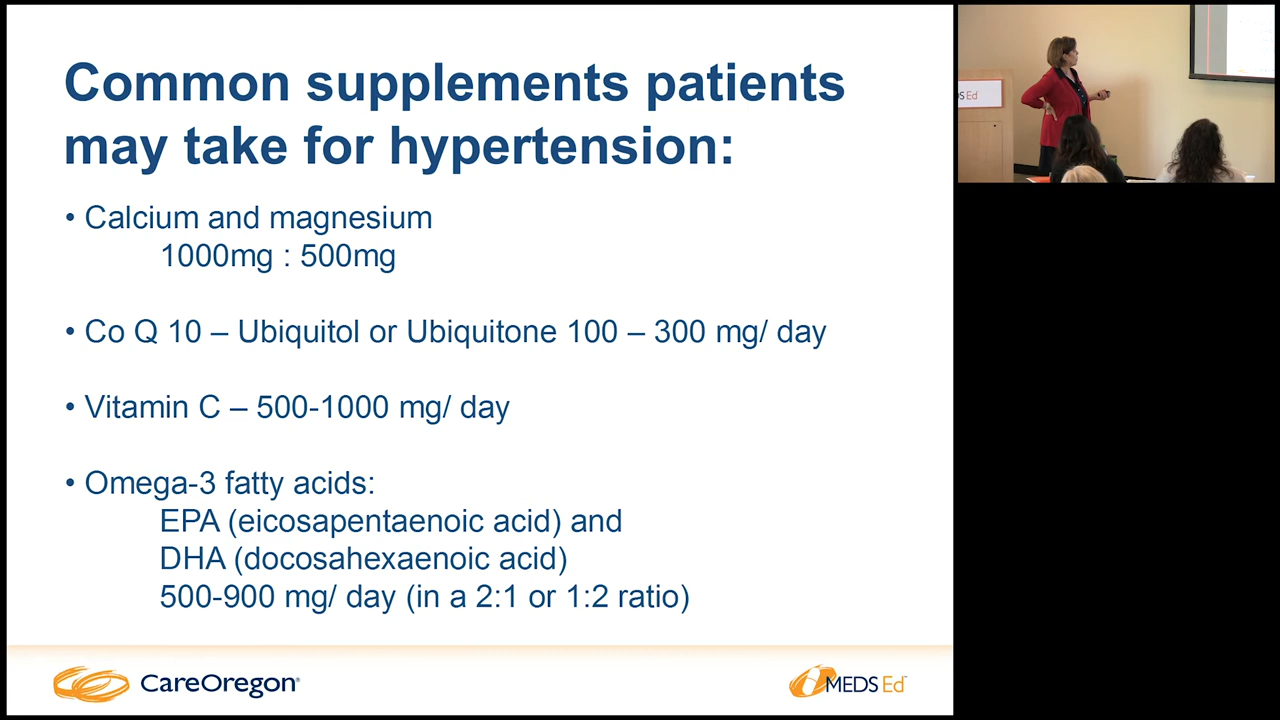 Common supplements patients
may take for hypertension:
• Calcium and magnesium
1000mg : 500mg
• Co Q 10 – Ubiquitol or Ubiquitone 100 – 300 mg/ day
• Vitamin C – 500-1000 mg/ day
• Omega-3 fatty acids:
EPA (eicosapentaenoic acid) and
DHA (docosahexaenoic acid)
500-900 mg/ day (in a 2:1 or 1:2 ratio)
CareOregon®
MEDS Ed™
DS Ed